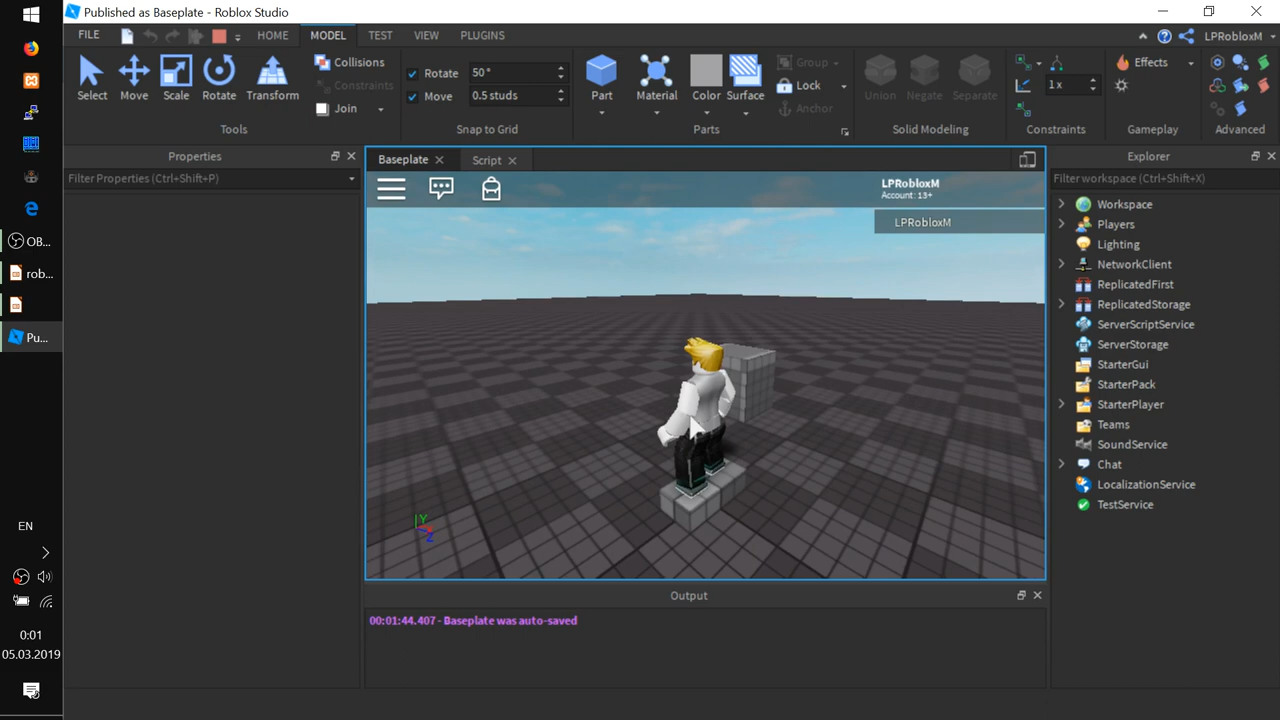 Published as Baseplate - Roblox Studio
FILE
HOME
MODEL
TEST
VIEW
PLUGINS
LPRobloxM
Select
Move
Scale
Rotate
Transform
Collisions
Constraints
Join
Tools
Rotate
50°
Move
0.5 studs
Snap to Grid
Part
Material
Color
Surface
Group
Lock
Anchor
Parts
Union
Negate
Separate
Solid Modeling
1 x
Constraints
Effects
Gameplay
Advanced
Properties
Filter Properties (Ctrl+Shift+P)
Baseplate
Script
LPRobloxM
Account: 13+
LPRobloxM
Y
Z
Output
00:01:44.407 - Baseplate was auto-saved
Explorer
Filter workspace (Ctrl+Shift+X)
Workspace
Players
Lighting
NetworkClient
ReplicatedFirst
ReplicatedStorage
ServerScriptService
ServerStorage
StarterGui
StarterPack
StarterPlayer
Teams
SoundService
Chat
LocalizationService
TestService
OB...
rob...
Pu...
EN
0:01
05.03.2019